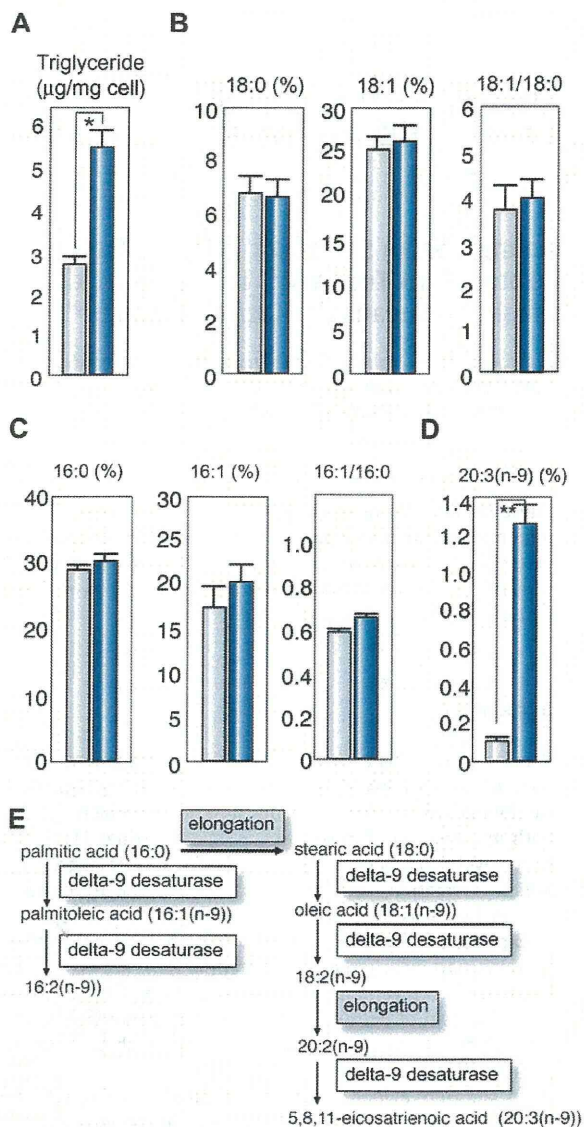 A
B
Triglyceride
(µg/mg cell)
18:0 (%)
18:1 (%)
18:1/18:0
6
5
4
3
2
1
0
*
10
8
6
4
2
0
30
25
20
15
10
5
0
6
5
4
3
2
1
0
C
D
16:0 (%)
16:1 (%)
16:1/16:0
20:3(n-9) (%)
40
30
20
10
0
30
25
20
15
10
5
0
1.0
0.8
0.6
0.4
0.2
0
1.4
1.2
1.0
0.8
0.6
0.4
0.2
0
**
E
elongation
palmitic acid (16:0)
stearic acid (18:0)
delta-9 desaturase
delta-9 desaturase
palmitoleic acid (16:1(n-9))
oleic acid (18:1(n-9))
delta-9 desaturase
delta-9 desaturase
16:2(n-9))
18:2(n-9)
elongation
20:2(n-9)
delta-9 desaturase
5,8,11-eicosatrienoic acid (20:3(n-9))